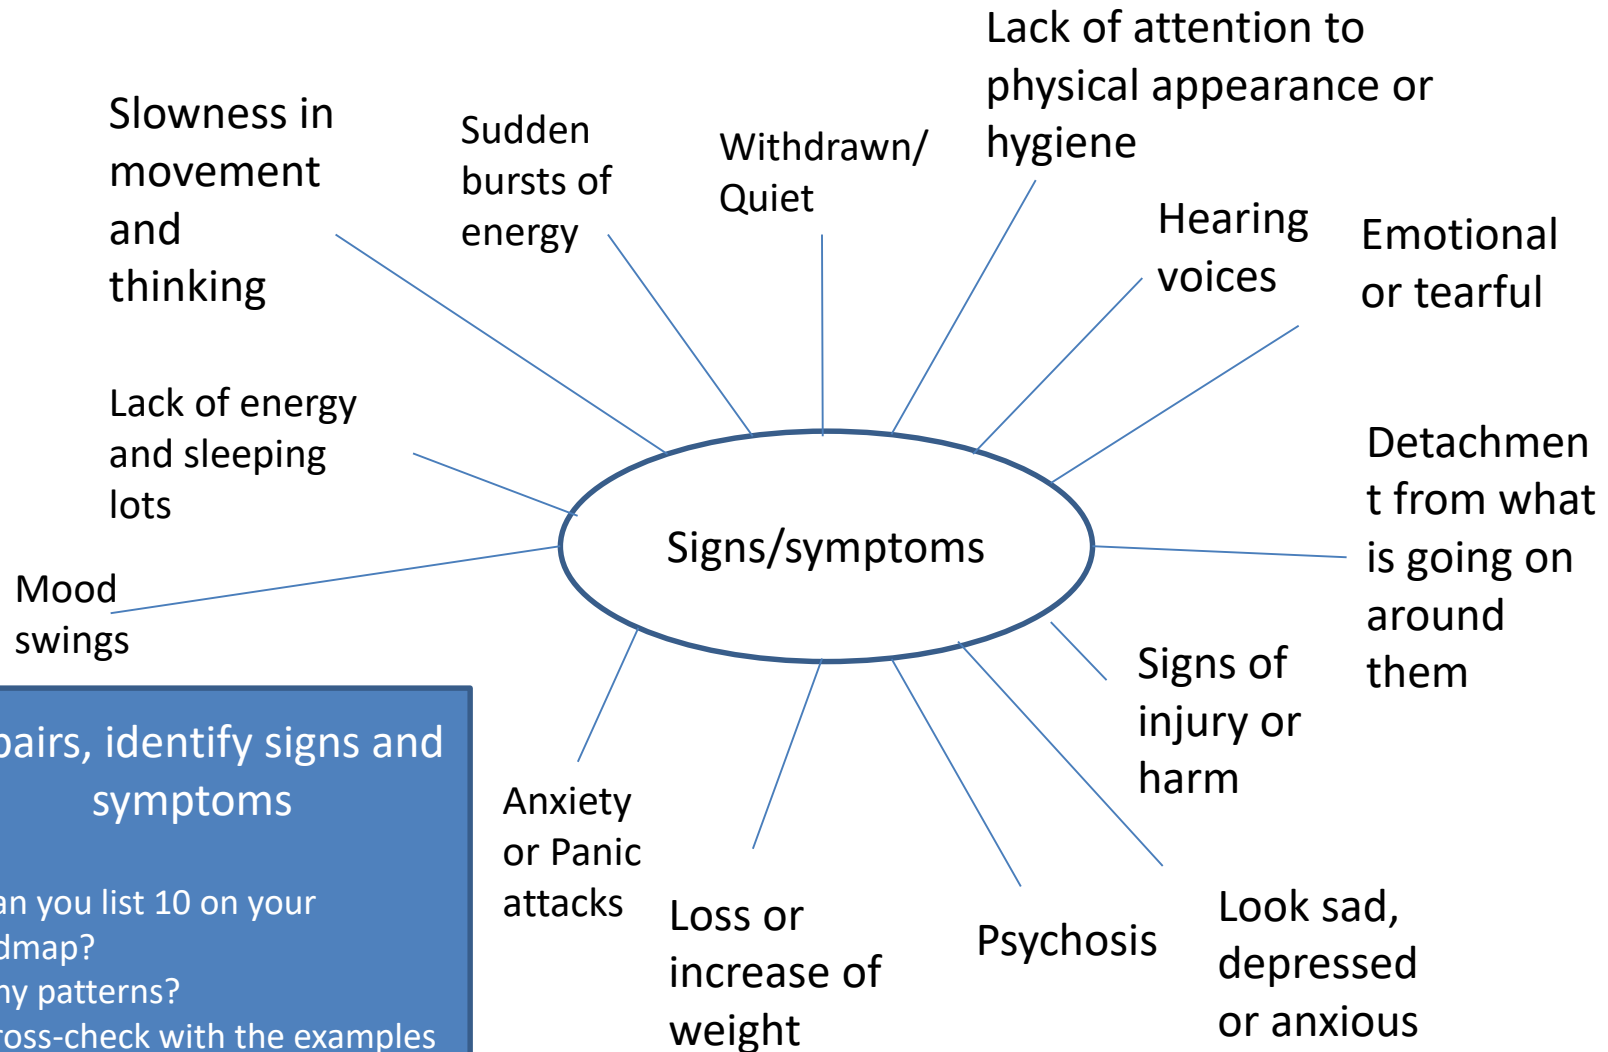 Lack of attention to
physical appearance or
hygiene
Slowness in
movement
and
thinking
Sudden
bursts of
energy
Withdrawn/
Quiet
Hearing
voices
Emotional
or tearful
Lack of energy
and sleeping
lots
Detachmen
t from what
is going on
around
them
Signs/symptoms
Mood
swings
Signs of
injury or
harm
pairs, identify signs and
symptoms
an you list 10 on your
dmap?
ny patterns?
ross-check with the examples
Anxiety
or Panic
attacks
Loss or
increase of
weight
Psychosis
Look sad,
depressed
or anxious